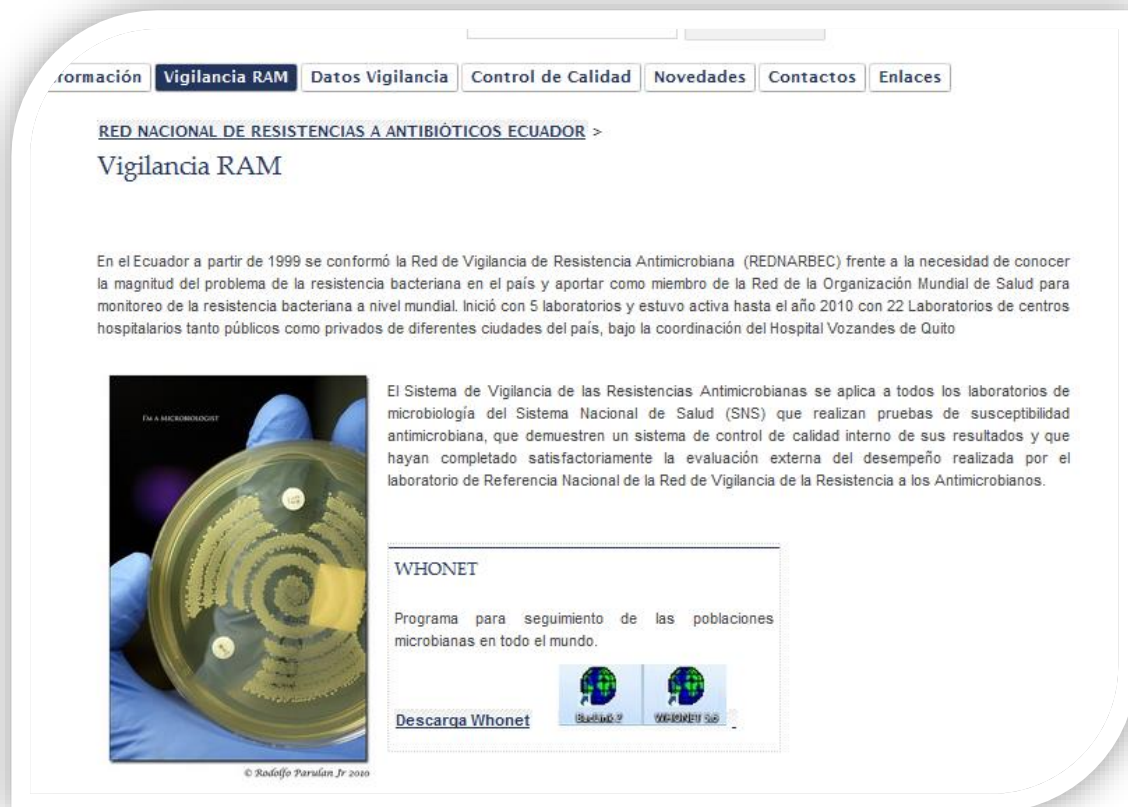 Vigilancia RAM
Datos Vigilancia
Control de Calidad
Novedades
Contactos
Enlaces
RED NACIONAL DE RESISTENCIAS A ANTIBIÓTICOS ECUADOR >
Vigilancia RAM
En el Ecuador a partir de 1999 se conformó la Red de Vigilancia de Resistencia Antimicrobiana (REDNARBEC) frente a la necesidad de conocer
la magnitud del problema de la resistencia bacteriana en el país y aportar como miembro de la Red de la Organización Mundial de Salud para
monitoreo de la resistencia bacteriana a nivel mundial. Inició con 5 laboratorios y estuvo activa hasta el año 2010 con 22 Laboratorios de centros
hospitalarios tanto públicos como privados de diferentes ciudades del país, bajo la coordinación del Hospital Vozandes de Quito
I'M A MICROBIOLOGIST
El Sistema de Vigilancia de las Resistencias Antimicrobianas se aplica a todos los laboratorios de
microbiología del Sistema Nacional de Salud (SNS) que realizan pruebas de susceptibilidad
antimicrobiana, que demuestren un sistema de control de calidad interno de sus resultados y que
hayan completado satisfactoriamente la evaluación externa del desempeño realizada por el
laboratorio de Referencia Nacional de la Red de Vigilancia de la Resistencia a los Antimicrobianos.
WHONET
Programa para seguimiento de las poblaciones
microbianas en todo el mundo.
Descarga Whonet
BacLink 2
WHONET 5.6
© Rodolfo Parulan Jr 2010